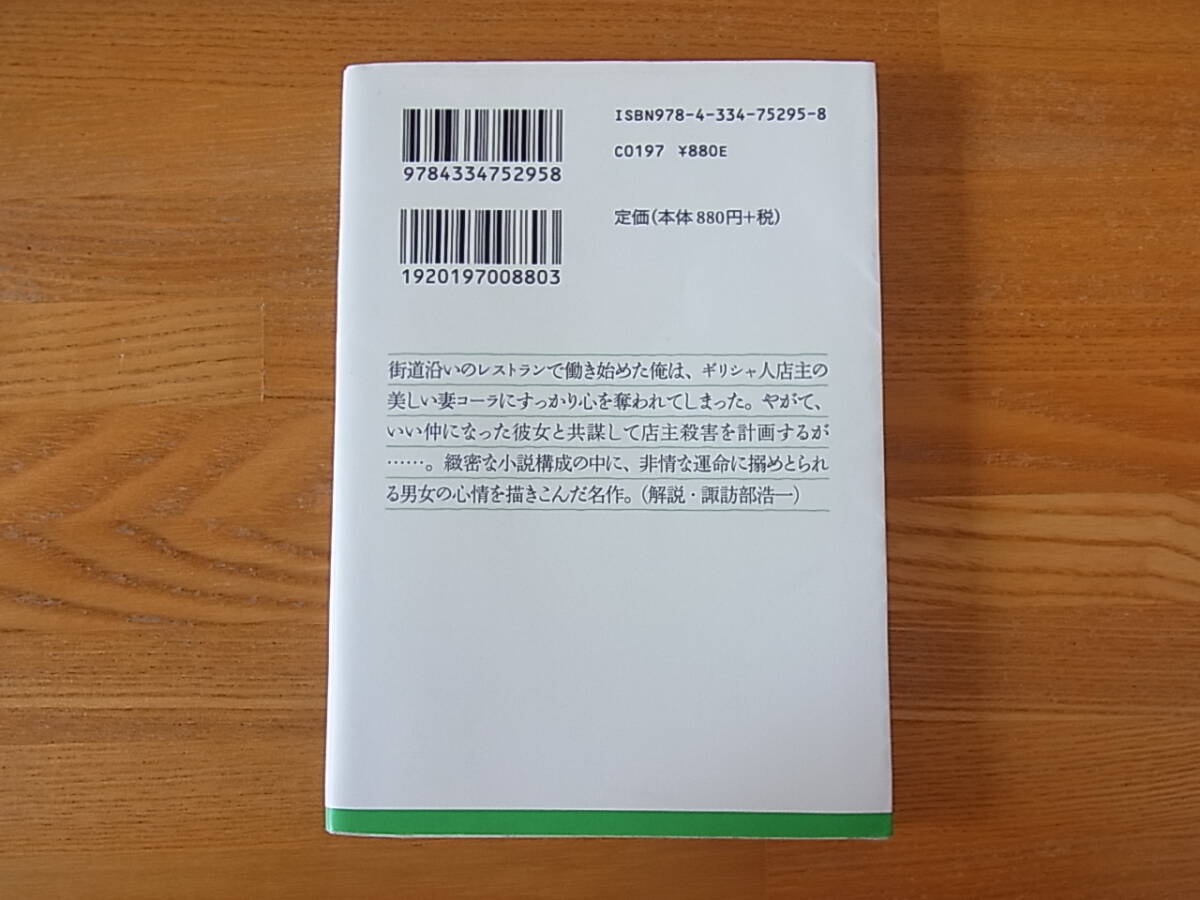 9784334752958
ISBN978-4-334-75295-8
C0197 ¥880E
1920197008803
定価(本体880円+税)
街道沿いのレストランで働き始めた俺は、ギリシャ人店主の
美しい妻コーラにすっかり心を奪われてしまった。やがて、
いい仲になった彼女と共謀して店主殺害を計画するが
……。緻密な小説構成の中に、非情な運命に搦めとられ
る男女の心情を描きこんだ名作。(解説・諏訪部浩一)